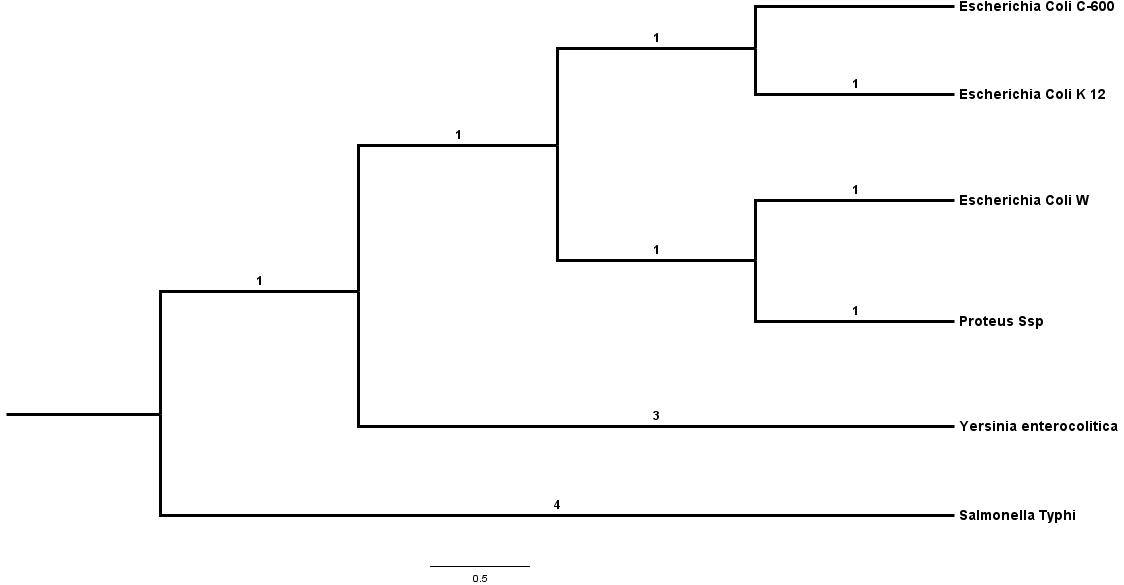 Escherichia Coli C-600
1
1
Escherichia Coli K 12
1
1
Escherichia Coli W
1
1
1
Proteus Ssp
3
Yersinia enterocolitica
4
Salmonella Typhi
0.5